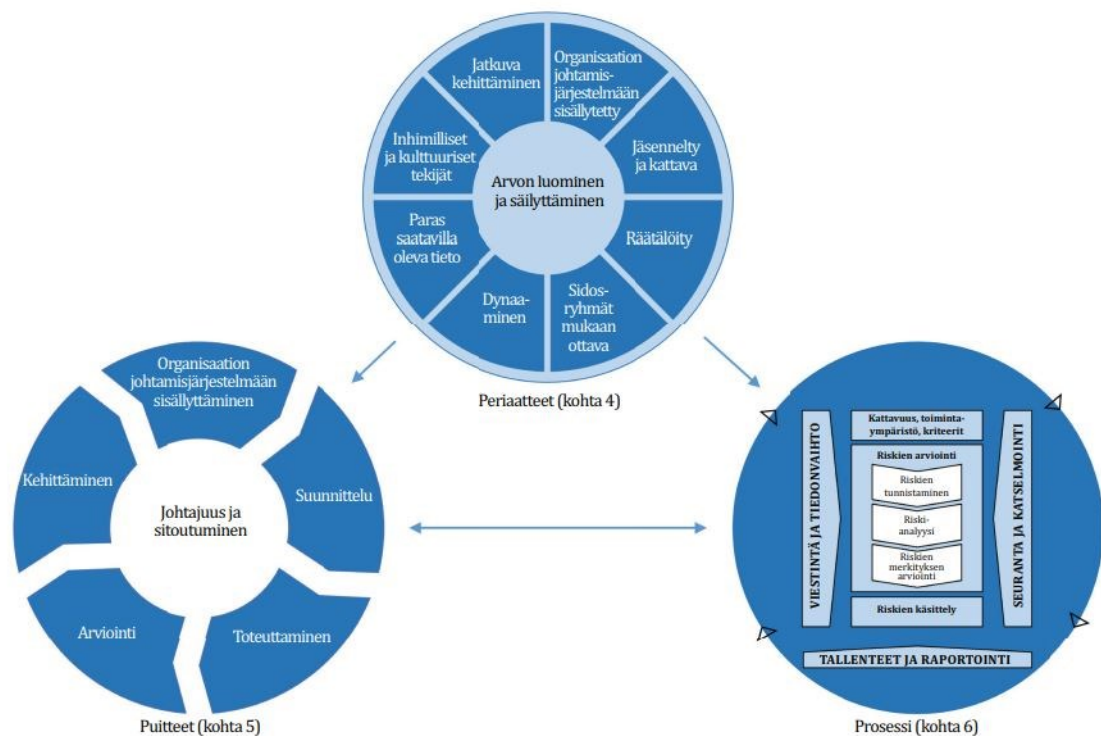 Jatkuva
kehittäminen
Organisaation
johtamis-
järjestelmään
sisällytetty
Inhimilliset
ja kulttuuriset
tekijät
Jäsennelty
ja kattava
Arvon luominen
ja säilyttäminen
Paras
saatavilla
oleva tieto
Räätälöity
Dynaa-
minen
Sidos-
ryhmät
mukaan
ottava
Periaatteet (kohta 4)
Organisaation
johtamisjärjestelmään
sisällyttäminen
Kehittäminen
Suunnittelu
Johtajuus ja
sitoutuminen
Arviointi
Toteuttaminen
Puitteet (kohta 5)
VIESTINTÄ JA TIEDONVAIHTO
Kattavuus, toiminta-
ympäristö, kriteerit
Riskien arviointi
Riskien
tunnistaminen
Riski-
analyysi
Riskien
merkityksen
arviointi
Riskien käsittely
SEURANTA JA KATSELMOINTI
TALLENTEET JA RAPORTOINTI
Prosessi (kohta 6)